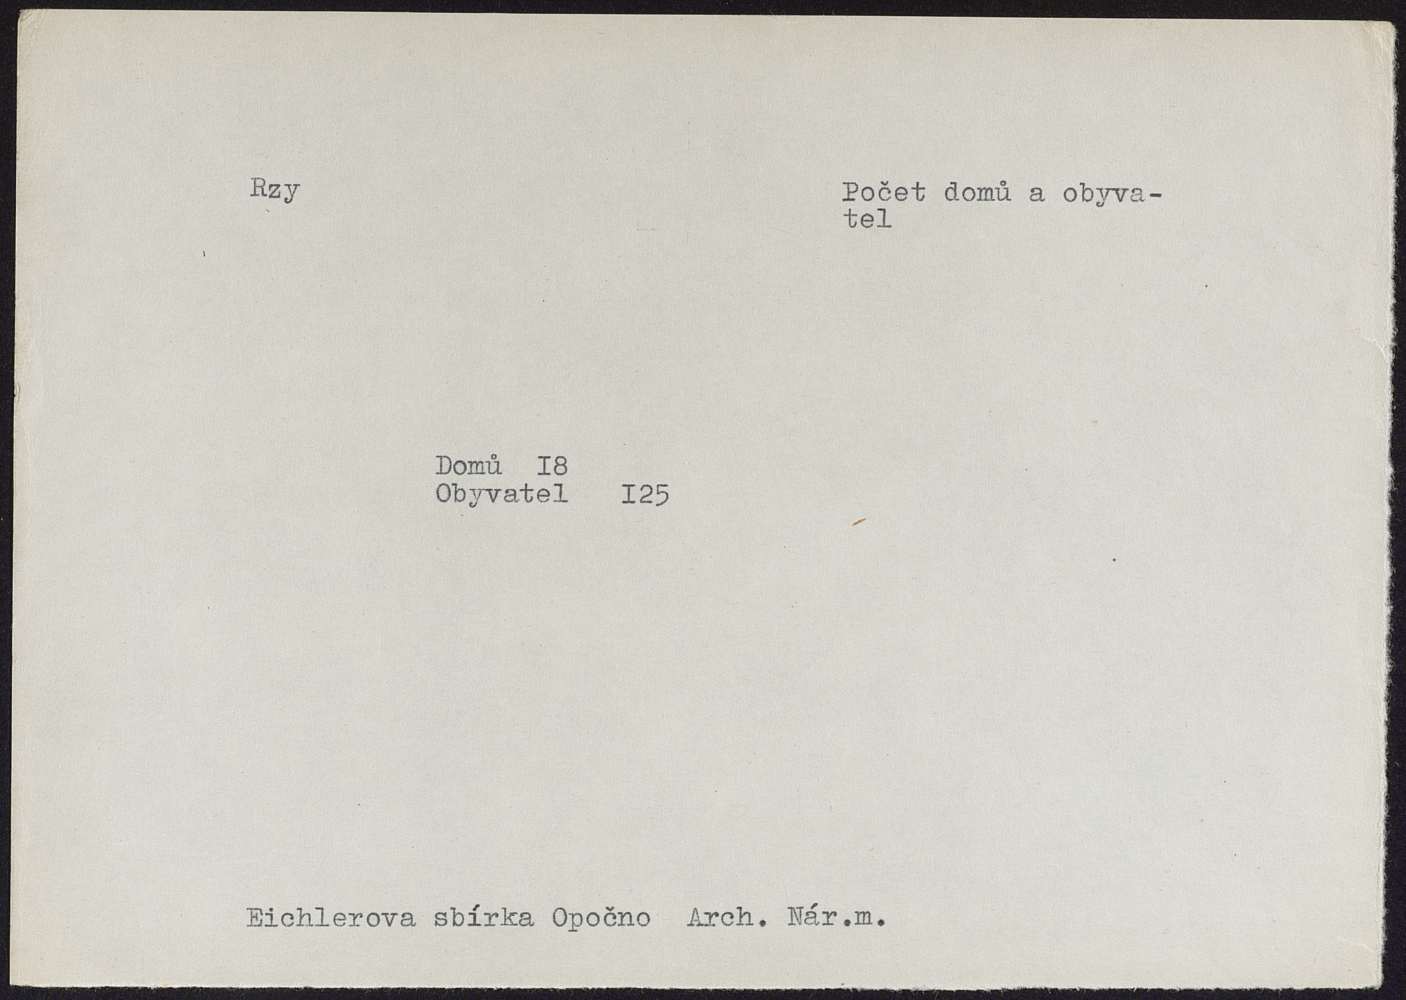 Rzy
Počet domů a obyva-
tel
Domů I8
Obyvatel I25
Eichlerova sbírka Opočno Arch. Nár.m.